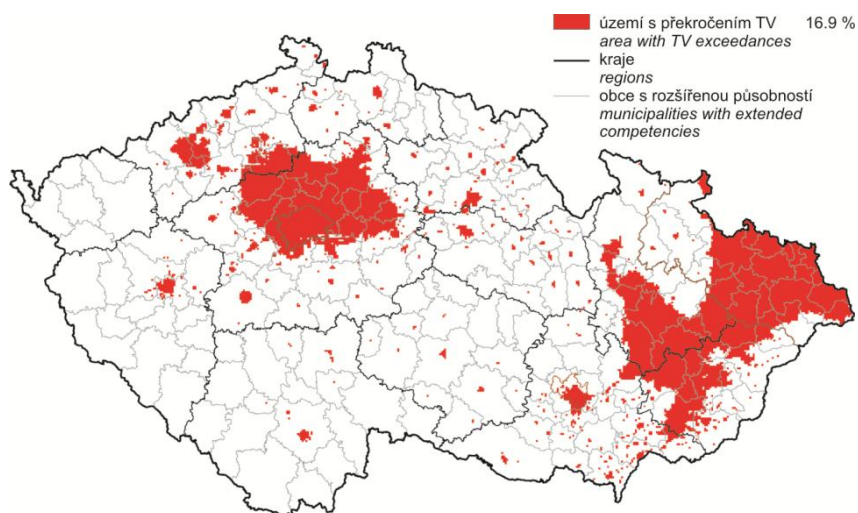 území s překročením TV 16.9 %
area with TV exceedances
kraje
regions
obce s rozšířenou působností
municipalities with extended
competencies